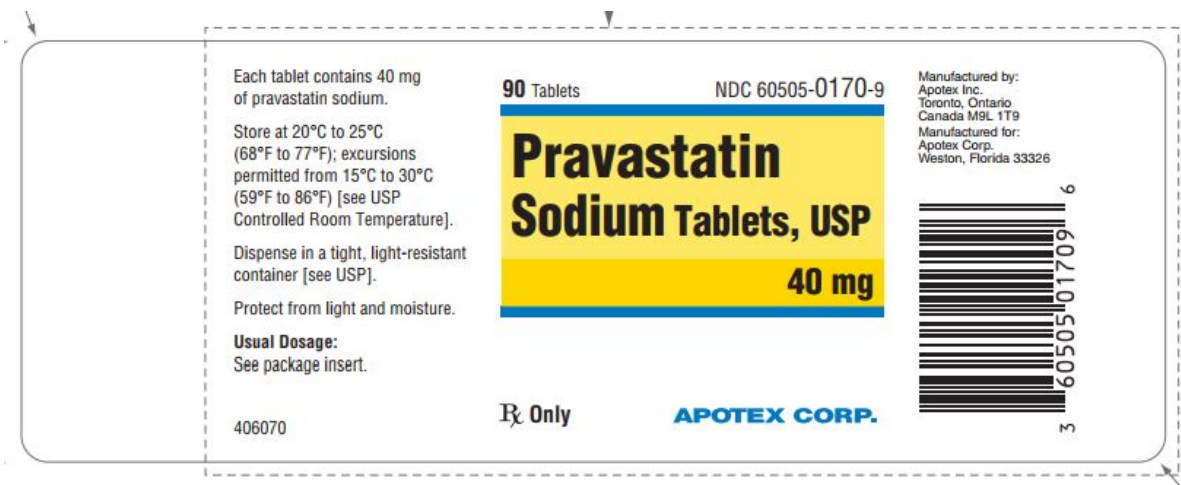 Each tablet contains 40 mg
of pravastatin sodium.
Store at 20°C to 25°C
(68°F to 77°F); excursions
permitted from 15°C to 30°C
(59°F to 86°F) [see USP
Controlled Room Temperature].
Dispense in a tight, light-resistant
container [see USP].
Protect from light and moisture.
Usual Dosage:
See package insert.
406070
90 Tablets NDC 60505-0170-9
Pravastatin
Sodium Tablets, USP
40 mg
℞ Only APOTEX CORP.
Manufactured by:
Apotex Inc.
Toronto, Ontario
Canada M9L 1T9
Manufactured for:
Apotex Corp.
Weston, Florida 33326
3 60505 01709 6